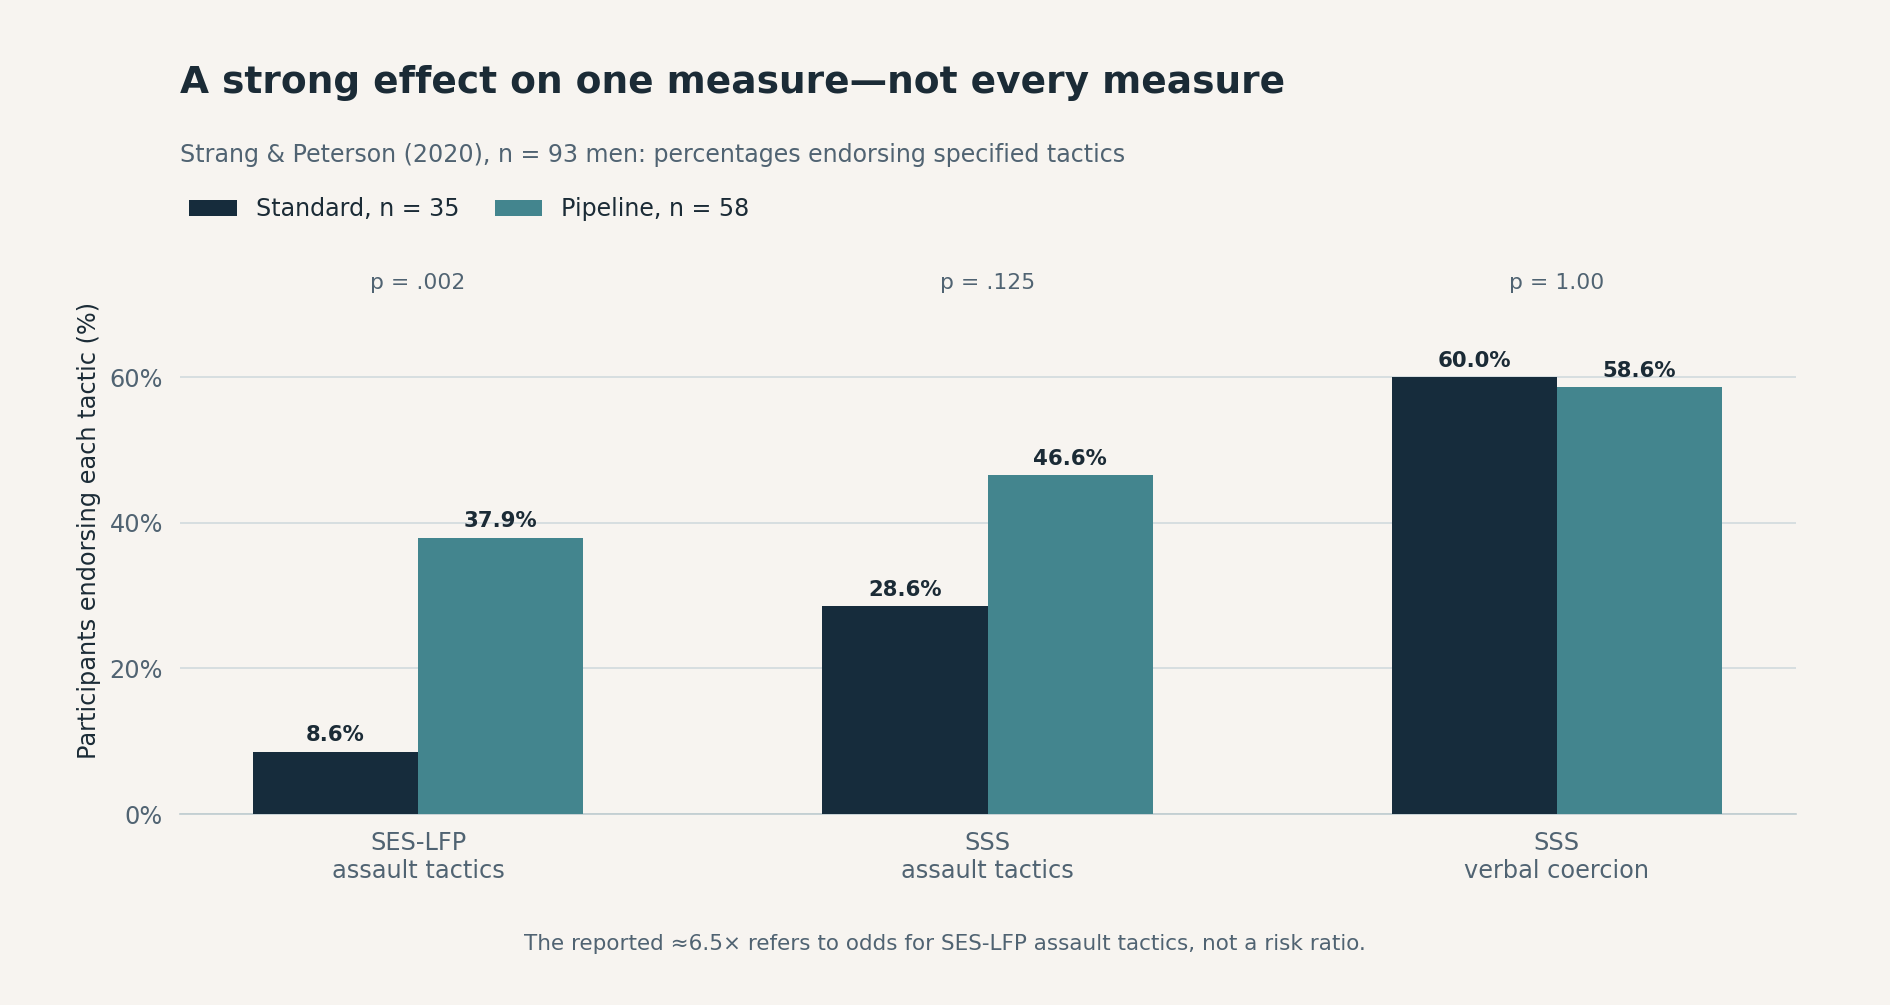 A strong effect on one measure—not every measure
Strang & Peterson (2020), n = 93 men: percentages endorsing specified tactics
Standard, n = 35
Pipeline, n = 58
p = .002
p = .125
p = 1.00
Participants endorsing each tactic (%)
60%
40%
20%
0%
8.6%
37.9%
28.6%
46.6%
60.0%
58.6%
SES-LFP
assault tactics
SSS
assault tactics
SSS
verbal coercion
The reported ≈6.5× refers to odds for SES-LFP assault tactics, not a risk ratio.